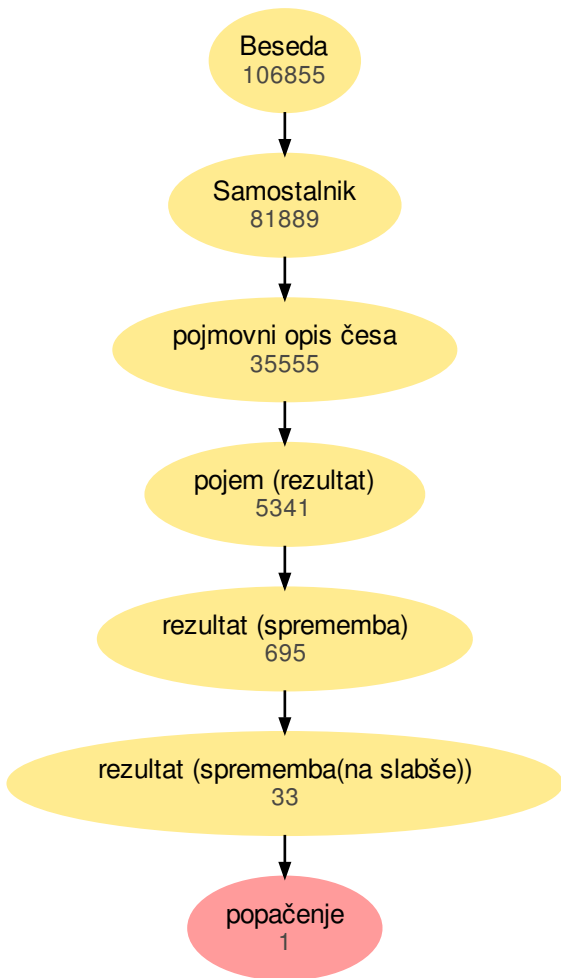 Beseda
106855
Samostalnik
81889
pojmovni opis česa
35555
pojem (rezultat)
5341
rezultat (sprememba)
695
rezultat (sprememba(na slabše))
33
popačenje
1